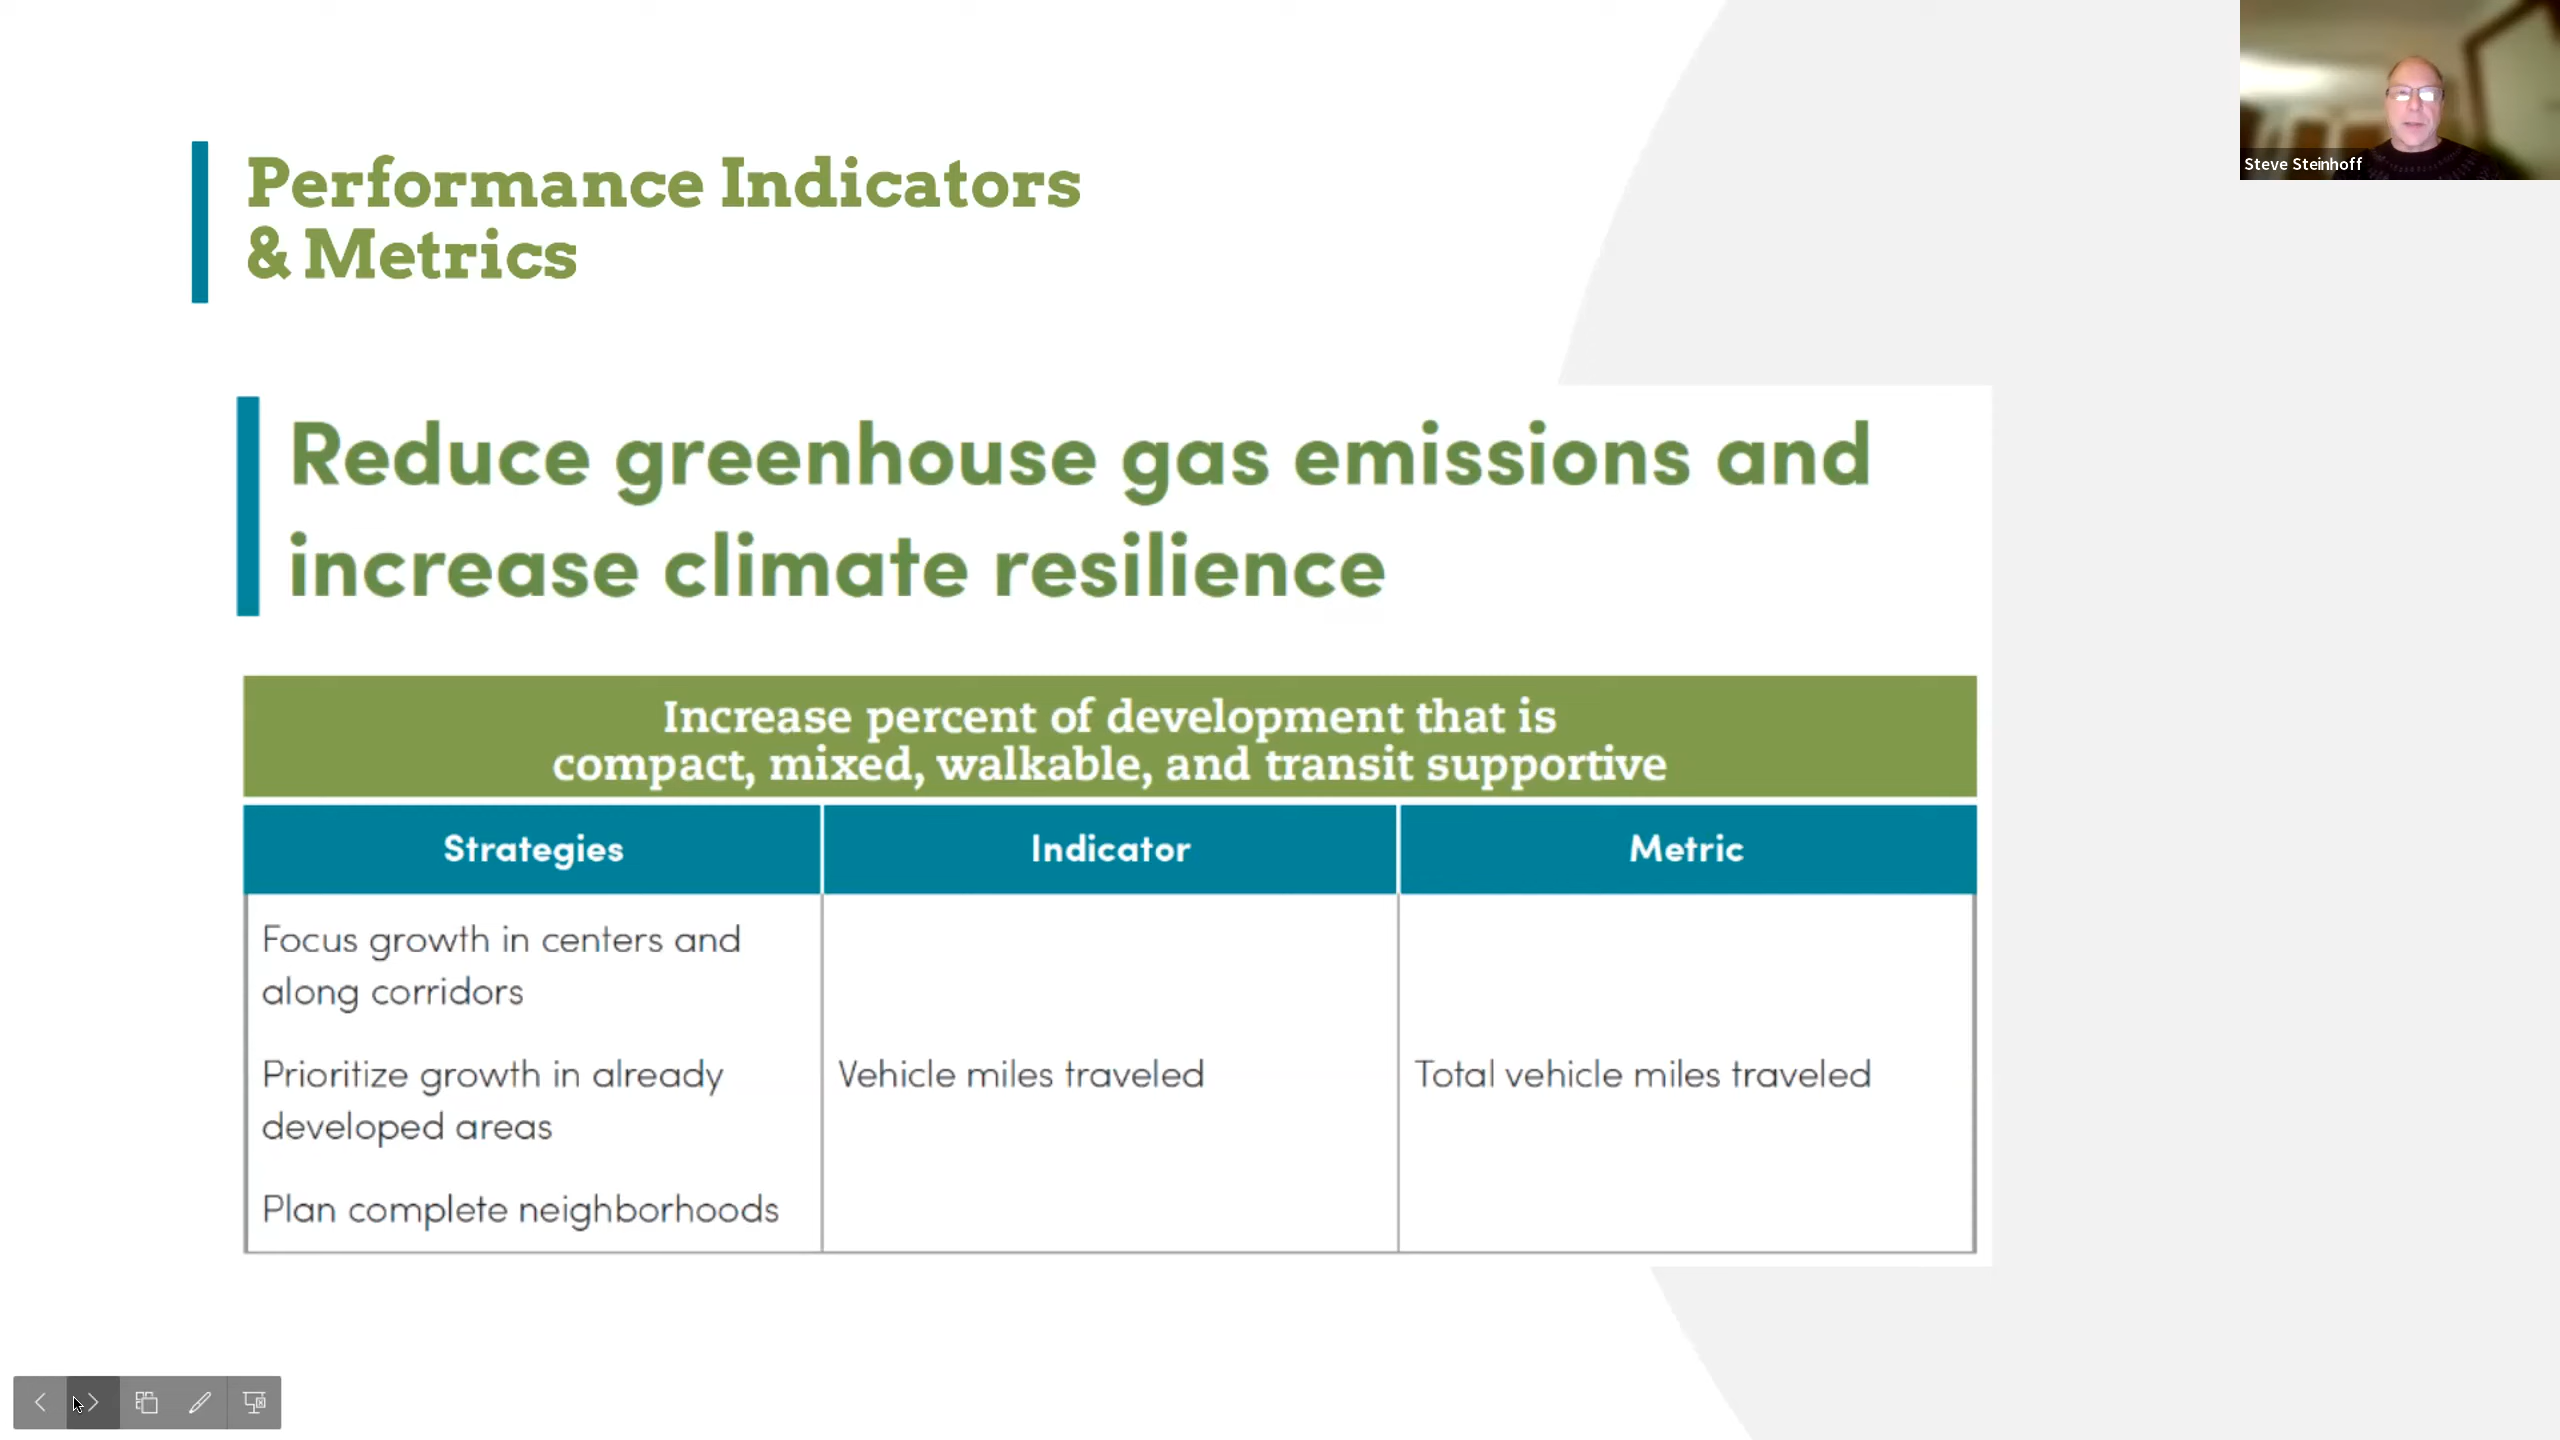 Performance Indicators
& Metrics
Steve Steinhoff
Reduce greenhouse gas emissions and
increase climate resilience
Increase percent of development that is
compact, mixed, walkable, and transit supportive
Strategies
Indicator
Metric
Focus growth in centers and
along corridors
Prioritize growth in already
developed areas
Plan complete neighborhoods
Vehicle miles traveled
Total vehicle miles traveled